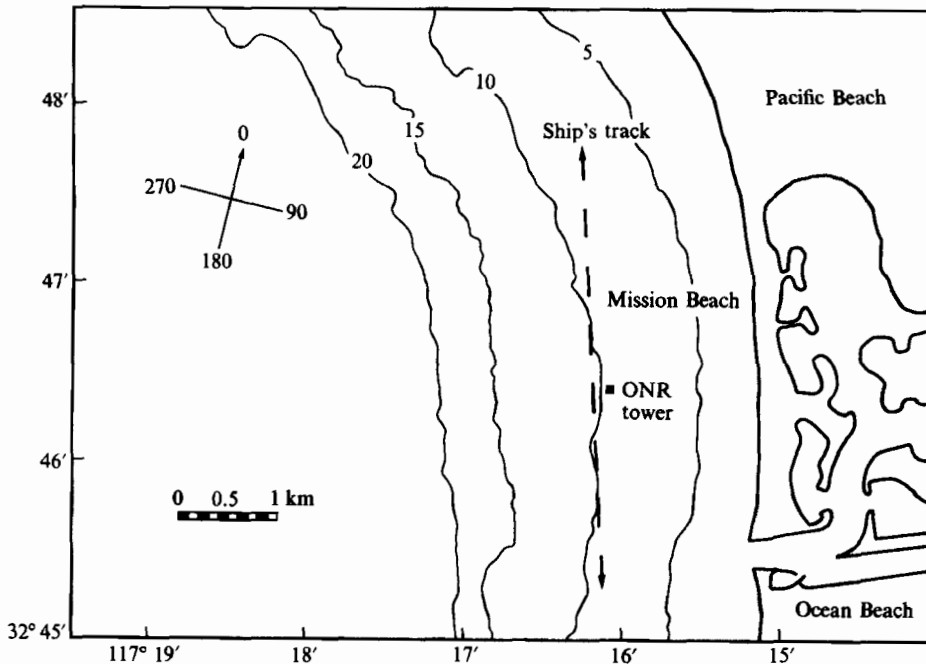 5
48′
10
Pacific Beach
15
Ship's track
0
20
270
90
180
47′
Mission Beach
ONR
tower
46′
0 0.5 1 km
Ocean Beach
32° 45′
117° 19′ 18′ 17′ 16′ 15′